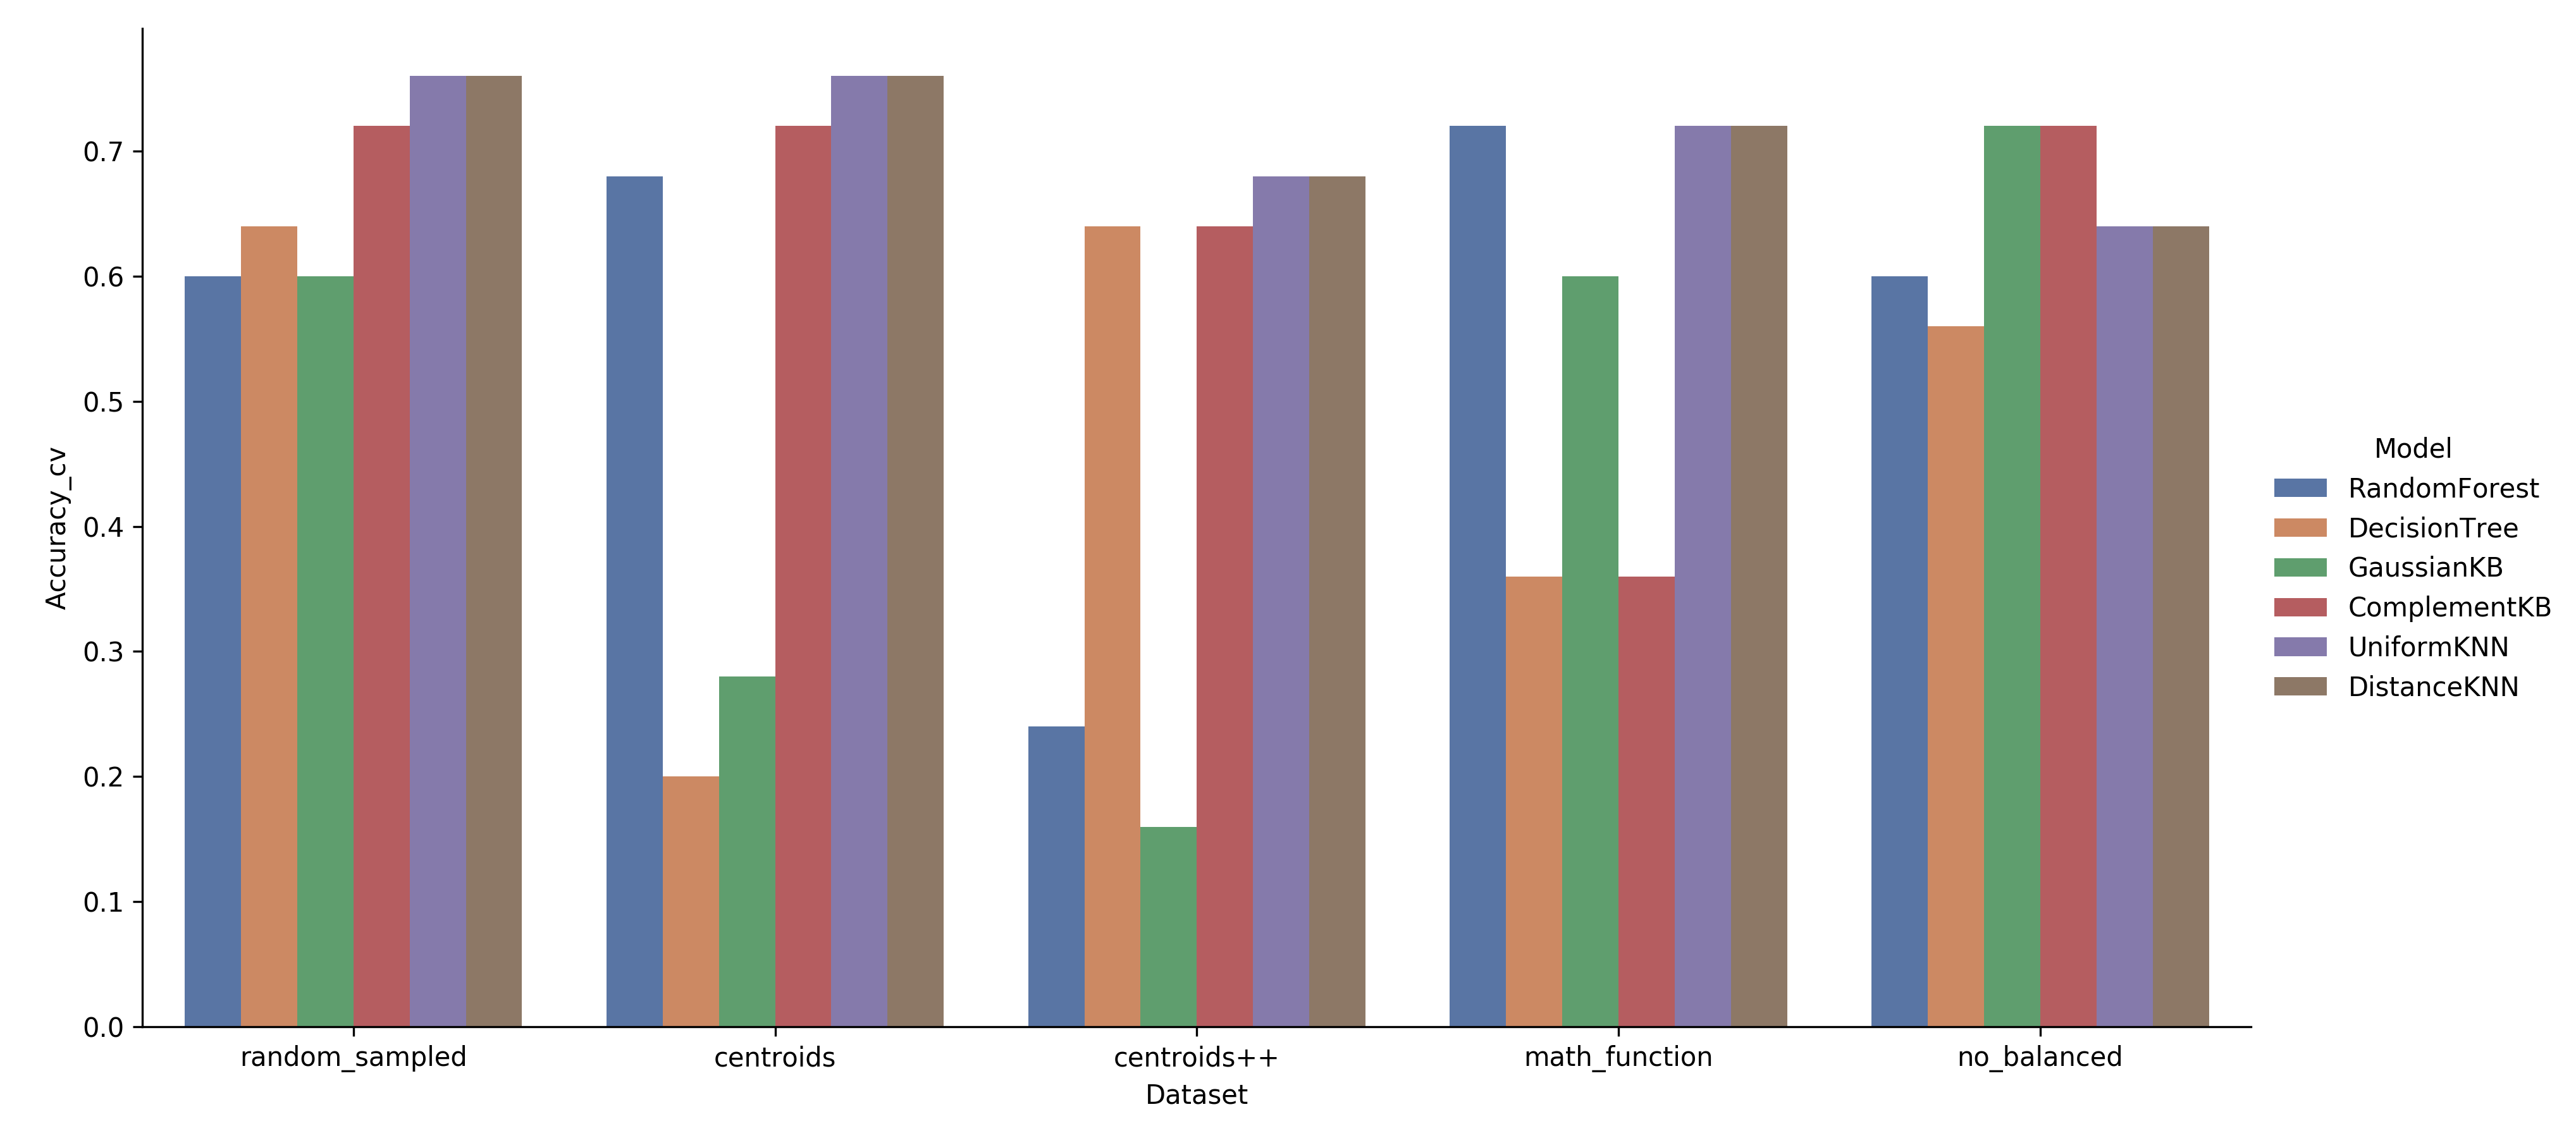 Accuracy_cv
0.7
0.6
0.5
0.4
0.3
0.2
0.1
0.0
random_sampled
centroids
centroids++
math_function
no_balanced
Dataset
Model
RandomForest
DecisionTree
GaussianKB
ComplementKB
UniformKNN
DistanceKNN